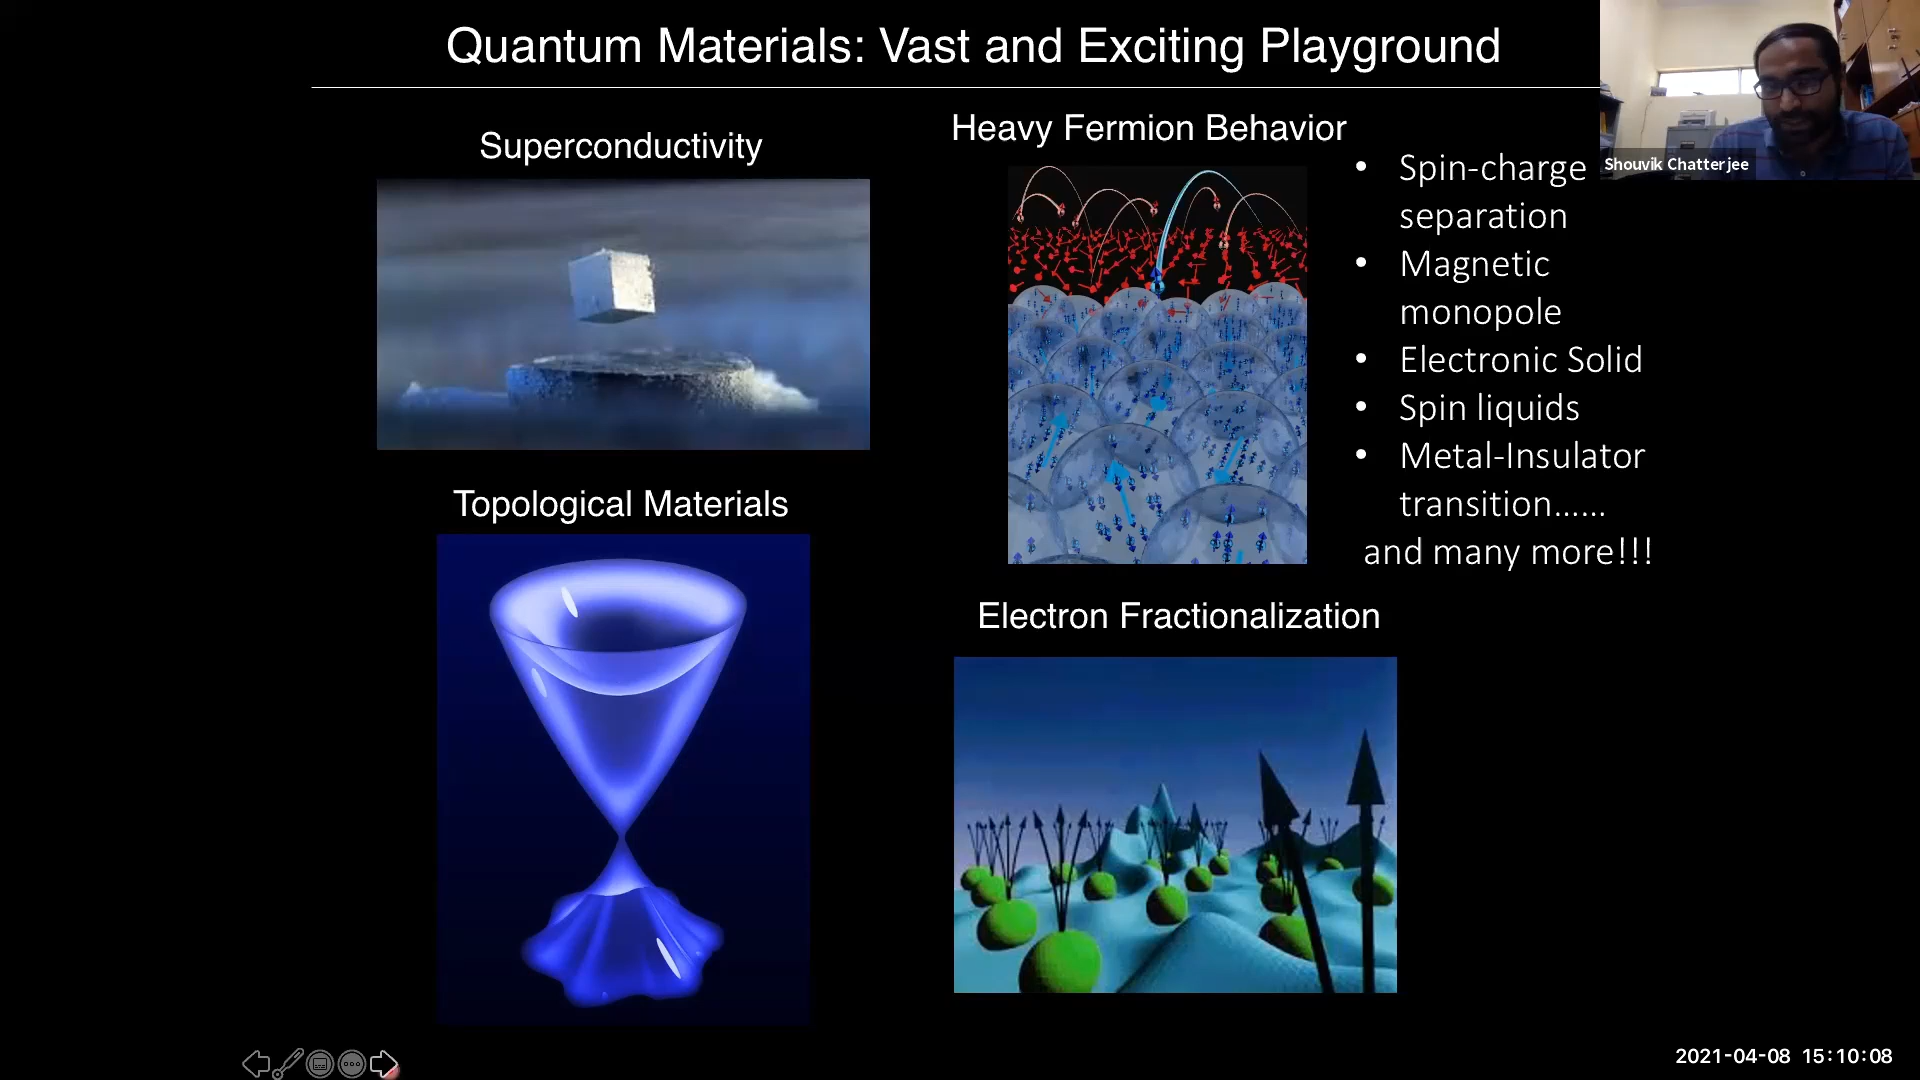 Quantum Materials: Vast and Exciting Playground
Superconductivity
Topological Materials
Heavy Fermion Behavior
Electron Fractionalization
• Spin-charge
separation
• Magnetic
monopole
• Electronic Solid
• Spin liquids
• Metal-Insulator
transition......
and many more!!!
Shouvik Chatterjee
2021-04-08 15:10:08